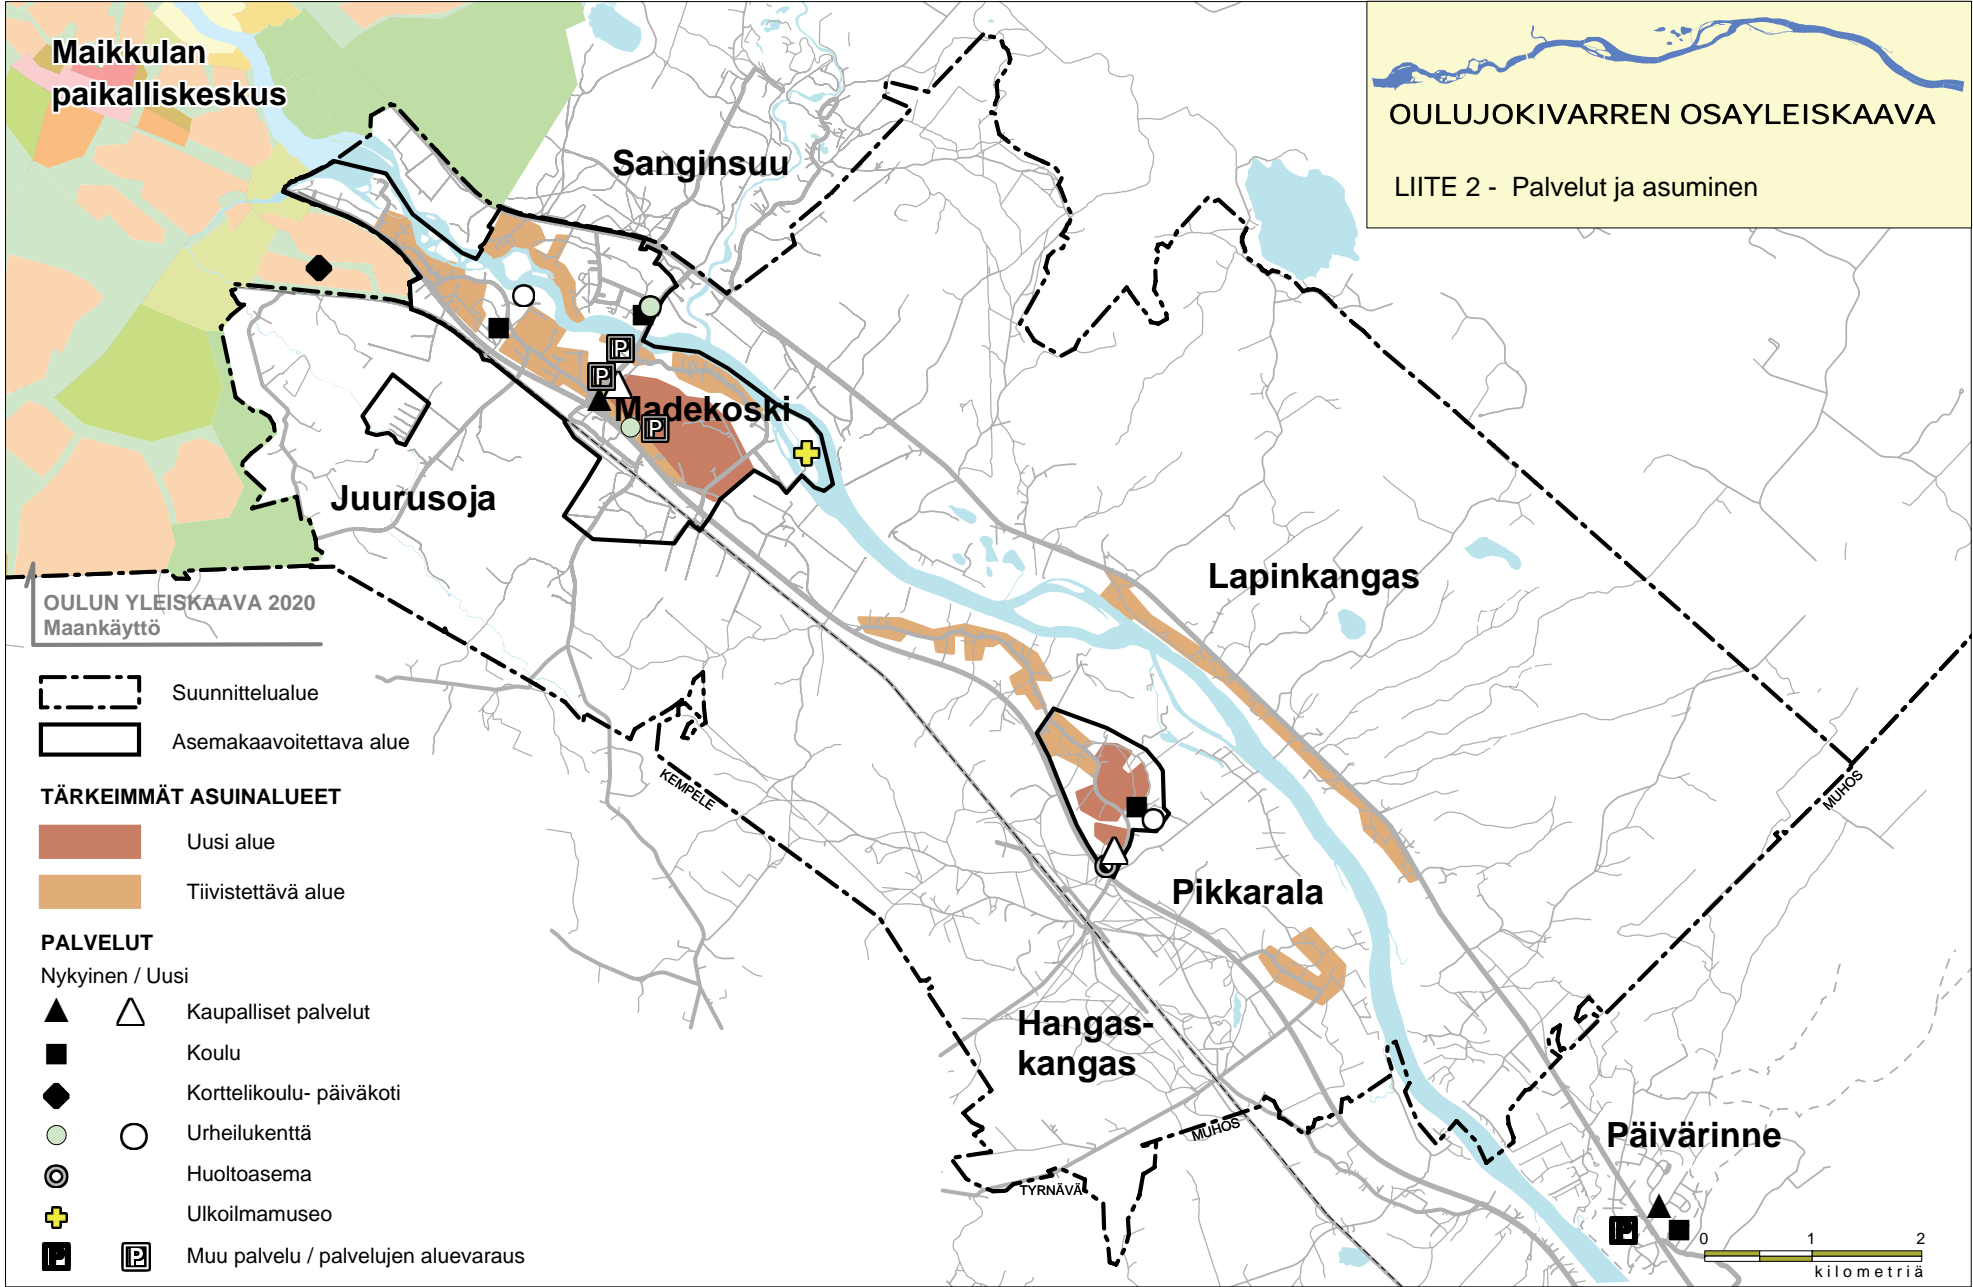 Maikkulan
paikalliskeskus
Sanginsuu
OULUJOKIVARREN OSAYLEISKAAVA
LIITE 2 - Palvelut ja asuminen
P
P
Madekoski
P
Juurusoja
Lapinkangas
OULUN YLEISKAAVA 2020
Maankäyttö
Suunnittelualue
Asemakaavoitettava alue
TÄRKEIMMÄT ASUINALUEET
Uusi alue
Tiivistettävä alue
PALVELUT
Nykyinen / Uusi
Kaupalliset palvelut
Koulu
Korttelikoulu- päiväkoti
Urheilukenttä
Huoltoasema
Ulkoilmamuseo
P P Muu palvelu / palvelujen aluevaraus
KEMPELE
MUHOS
Pikkarala
Hangas-
kangas
MUHOS
TYRNÄVÄ
Päivärinne
P
0 1 2
kilometriä